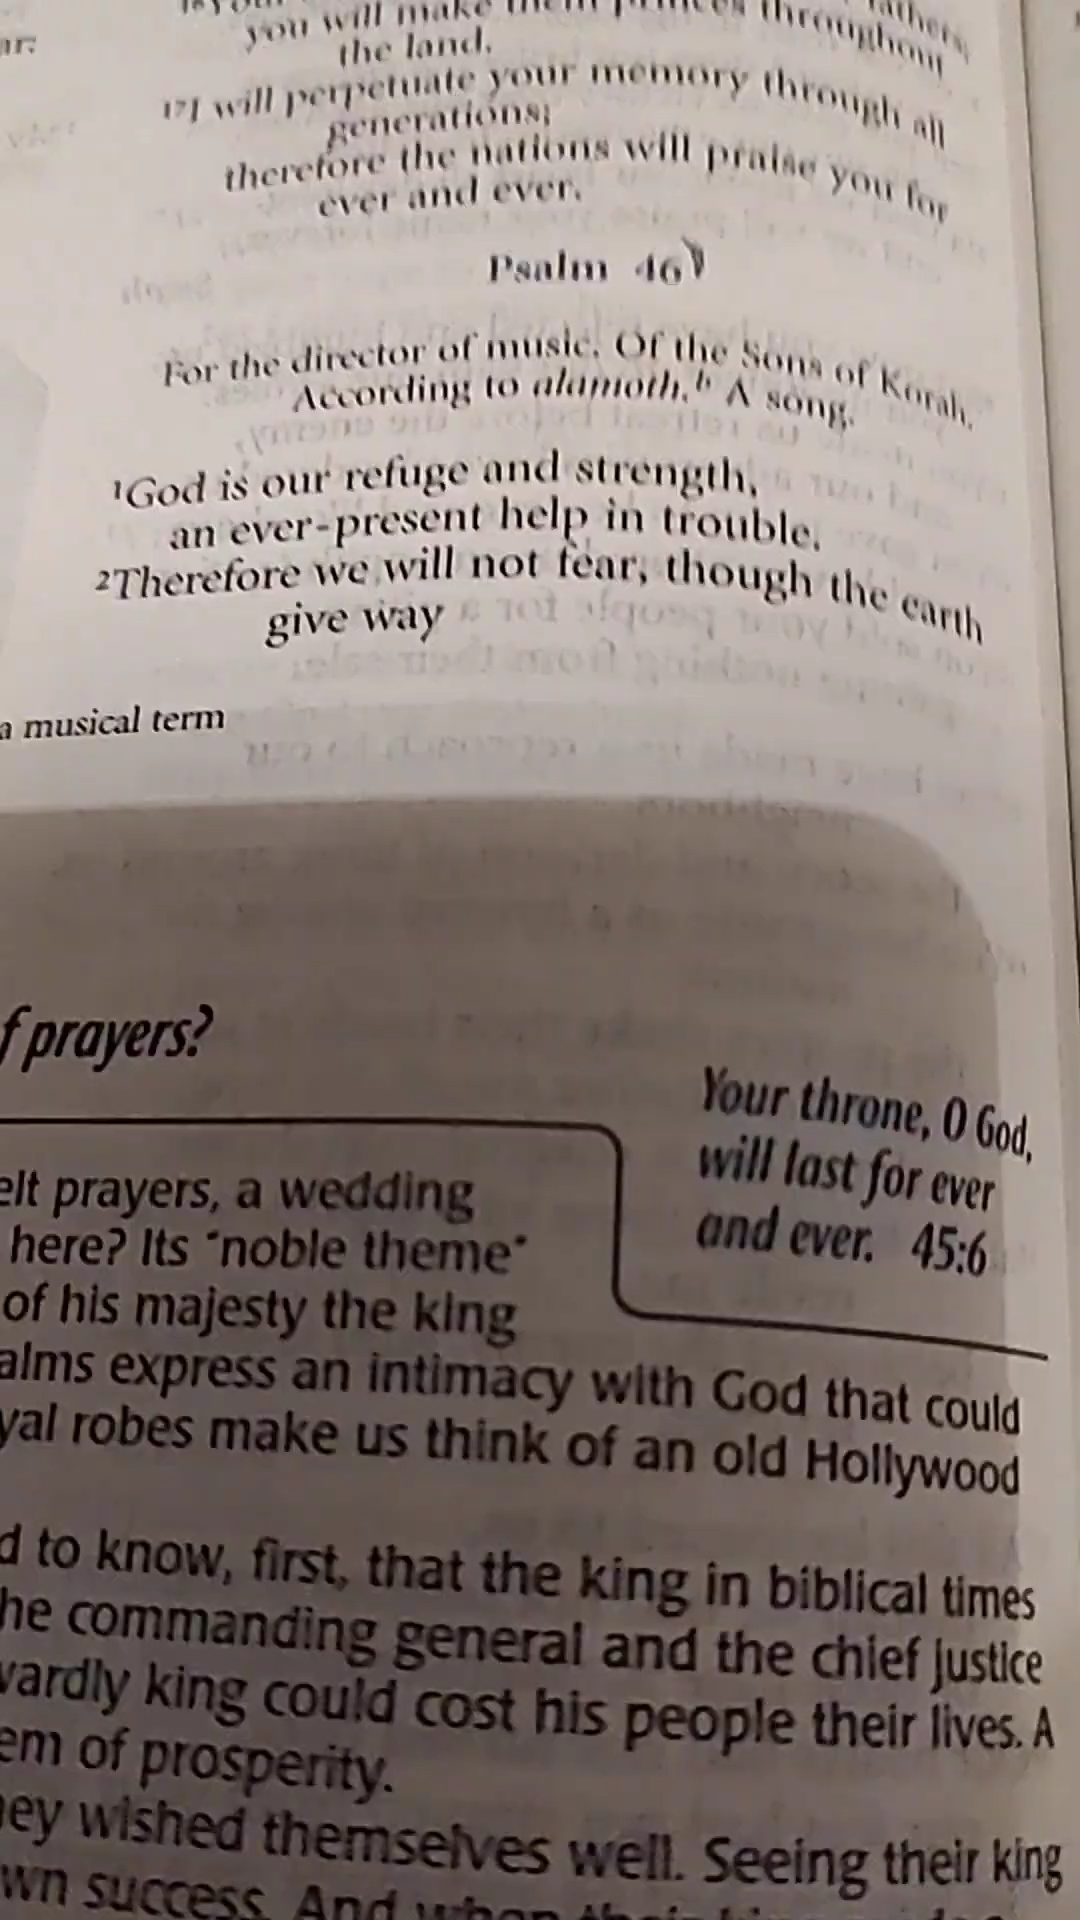 you will make them princes throughout
the land.
17I will perpetuate your memory through all
generations;
therefore the nations will praise you for
ever and ever.
Psalm 46
For the director of music. Of the Sons of Korah.
According to alamoth.b A song.
1God is our refuge and strength,
an ever-present help in trouble.
2Therefore we will not fear, though the earth
give way
a musical term
f prayers?
Your throne, O God,
will last for ever
and ever. 45:6
elt prayers, a wedding
here? Its "noble theme"
of his majesty the king
alms express an intimacy with God that could
yal robes make us think of an old Hollywood
d to know, first, that the king in biblical times
he commanding general and the chief justice
vardly king could cost his people their lives. A
em of prosperity.
ney wished themselves well. Seeing their king
wn success. And when their